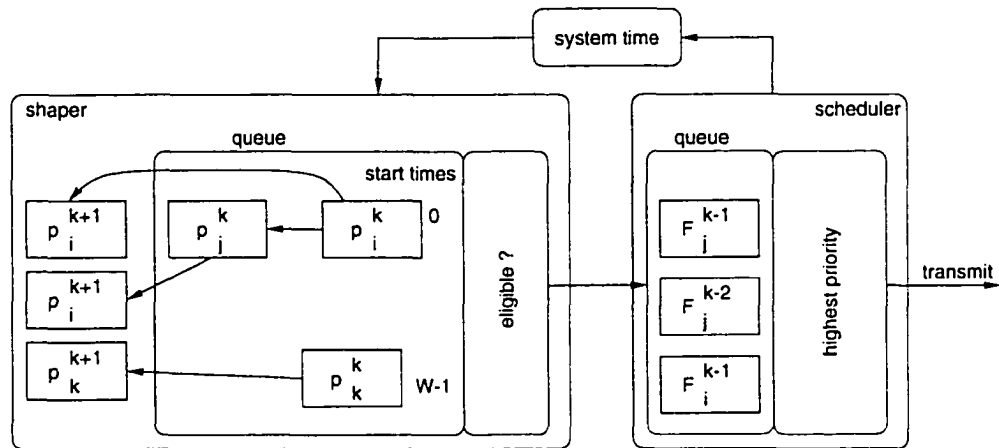 system time
shaper
scheduler
queue
queue
start times
p i k+1
p j k
p i k
0
F j k-1
p i k+1
eligible ?
F j k-2
highest priority
transmit
p k k+1
p k k
W-1
F i k-1